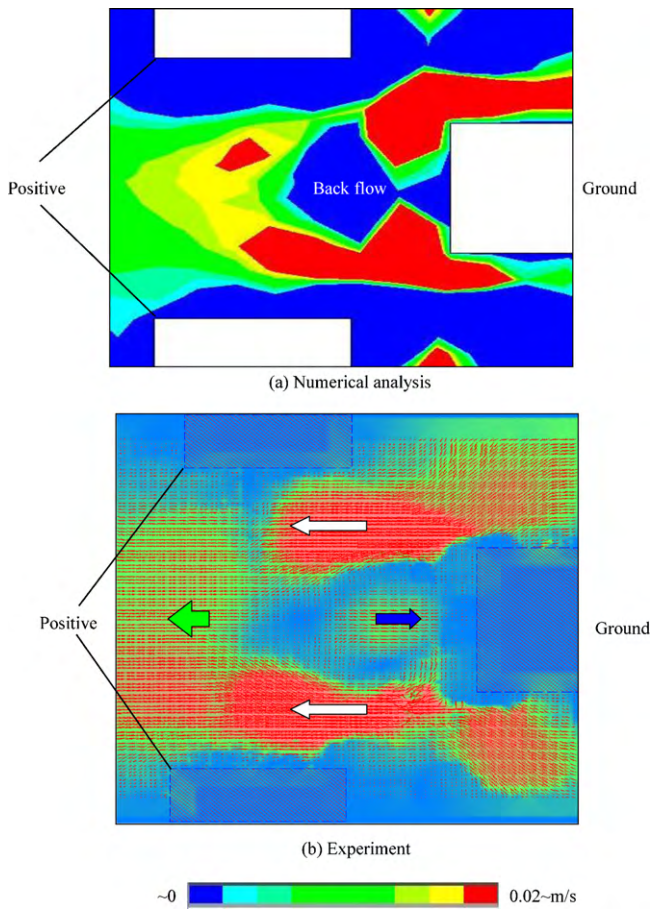 Positive
Back flow
Ground
(a) Numerical analysis
Positive
Ground
(b) Experiment
~0
0.02~m/s